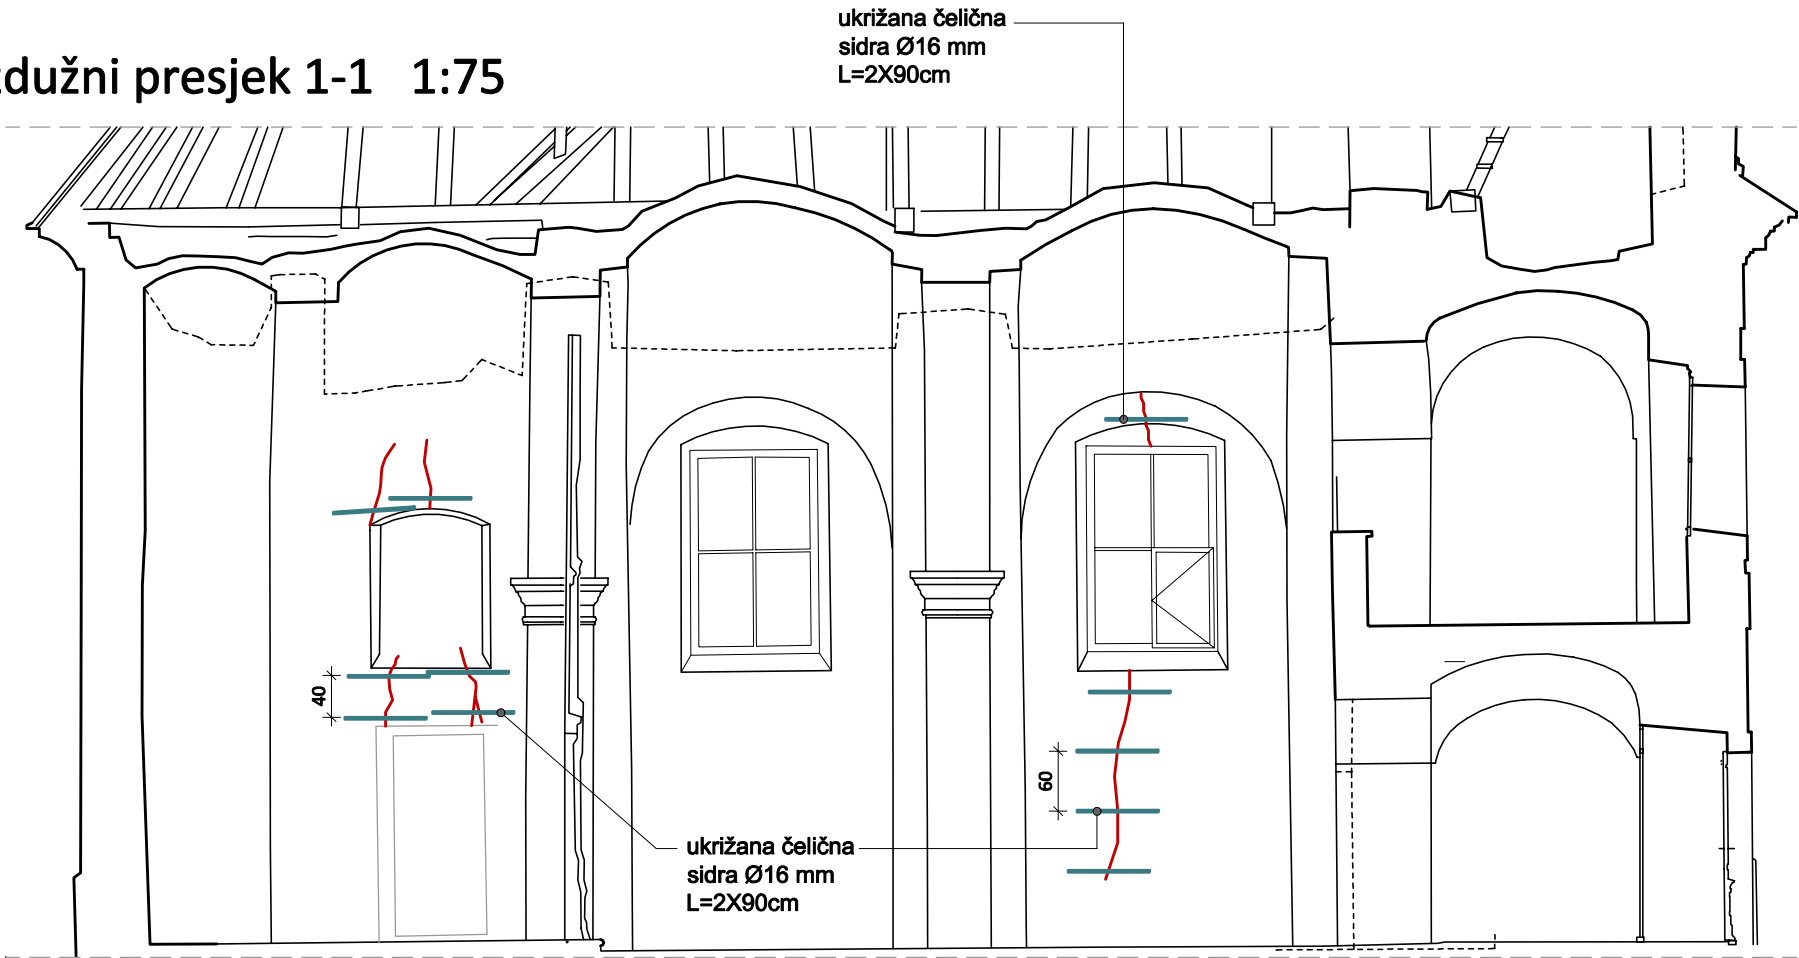 ukrižana čelična
sidra Ø16 mm
L=2X90cm
presjek 1-1 1:75
40
60
ukrižana čelična
sidra Ø16 mm
L=2X90cm